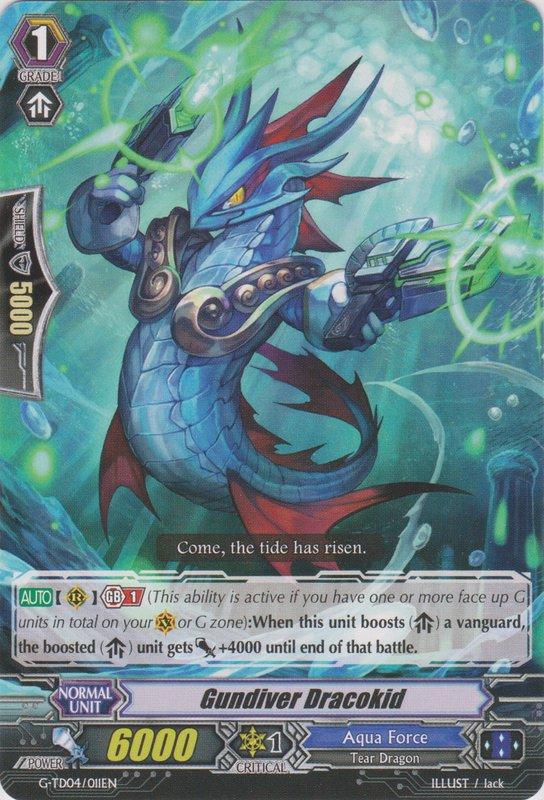 1
GRADE
SHIELD
5000
Come, the tide has risen.
AUTO 【 R 】 GB 1 (This ability is active if you have one or more face up G
units in total on your V or G zone):When this unit boosts ( ) a vanguard,
the boosted ( ) unit gets +4000 until end of that battle.
NORMAL
UNIT
Gundiver Dracokid
POWER
6000
1
CRITICAL
Aqua Force
Tear Dragon
G-TD04/011EN
ILLUST / Jack